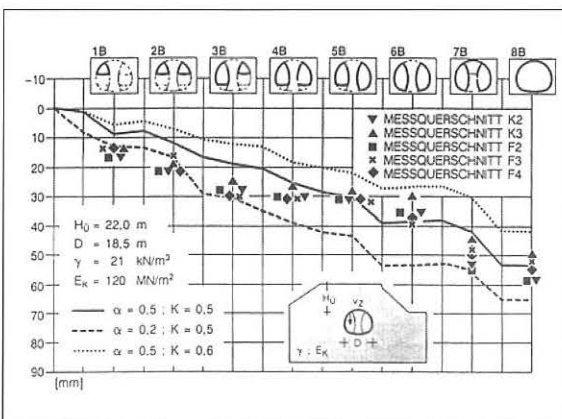 1B 2B 3B 4B 5B 6B 7B 8B
-10
0
10
20
30
40
50
60
70
80
90
[mm]
▼ MESSQUERSCHNITT K2
▲ MESSQUERSCHNITT K3
■ MESSQUERSCHNITT F2
× MESSQUERSCHNITT F3
◆ MESSQUERSCHNITT F4
HÜ = 22,0 m
D = 18,5 m
γ = 21 kN/m³
EK = 120 MN/m²
α = 0.5 ; K = 0,5
α = 0.2 ; K = 0,5
α = 0.5 ; K = 0.6
HÜ
vz
D
γ ; EK